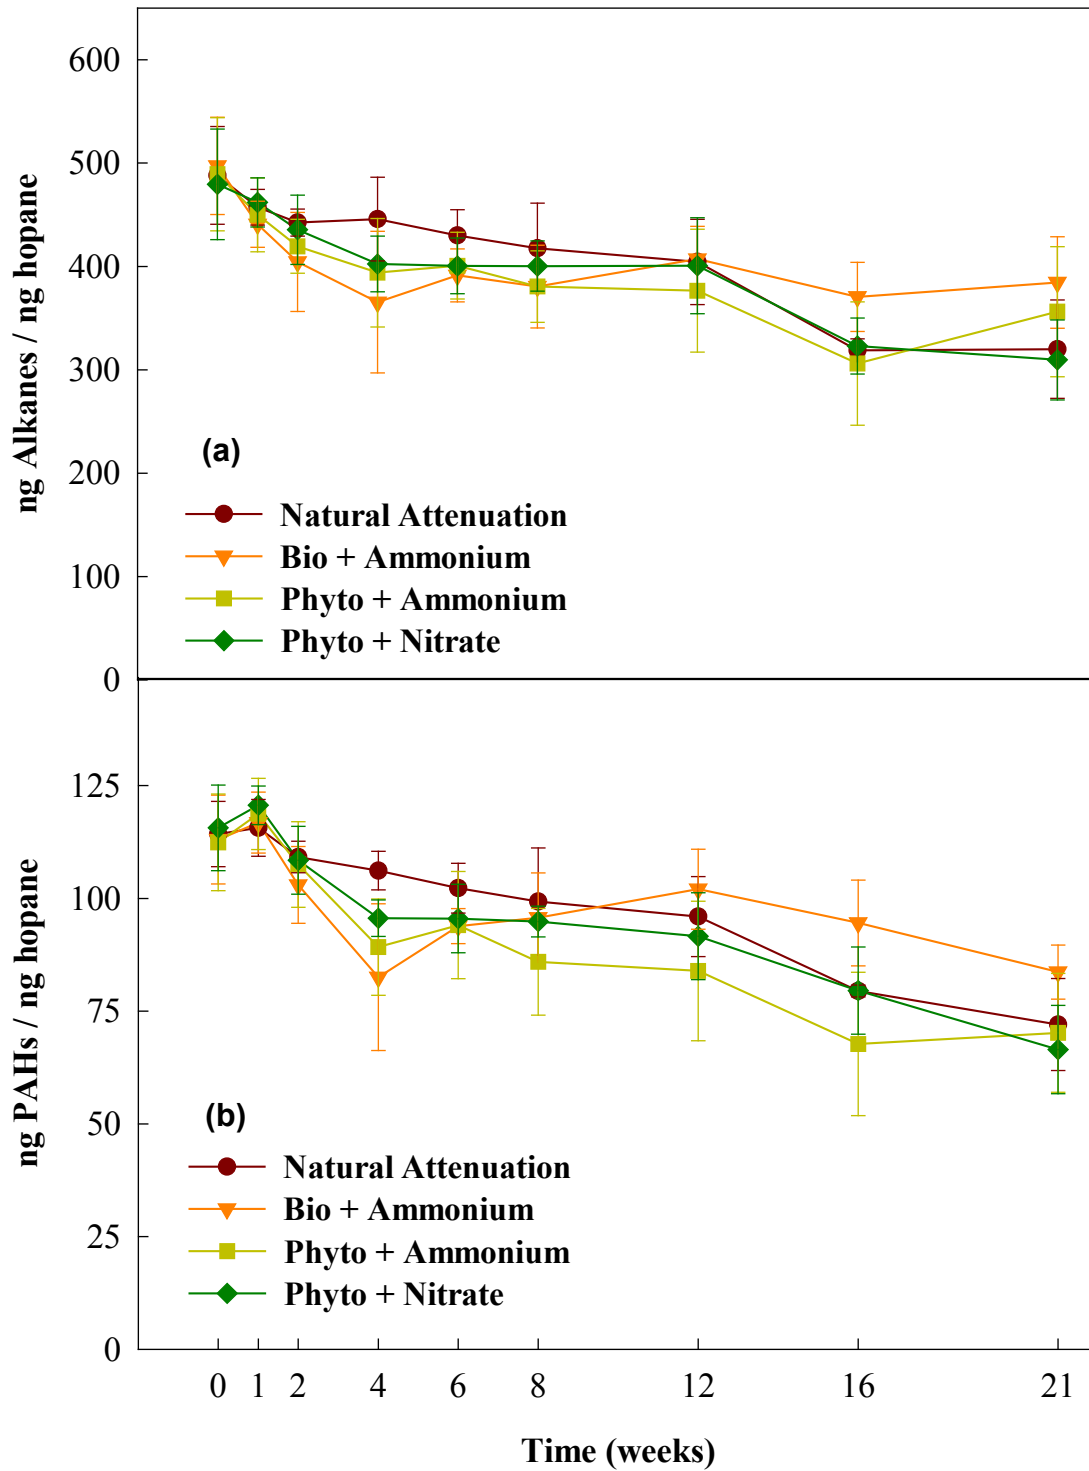 600
500
400
300
200
100
0
ng Alkanes / ng hopane
(a)
Natural Attenuation
Bio + Ammonium
Phyto + Ammonium
Phyto + Nitrate
125
100
75
50
25
0
ng PAHs / ng hopane
(b)
Natural Attenuation
Bio + Ammonium
Phyto + Ammonium
Phyto + Nitrate
0 1 2 4 6 8 12 16 21
Time (weeks)